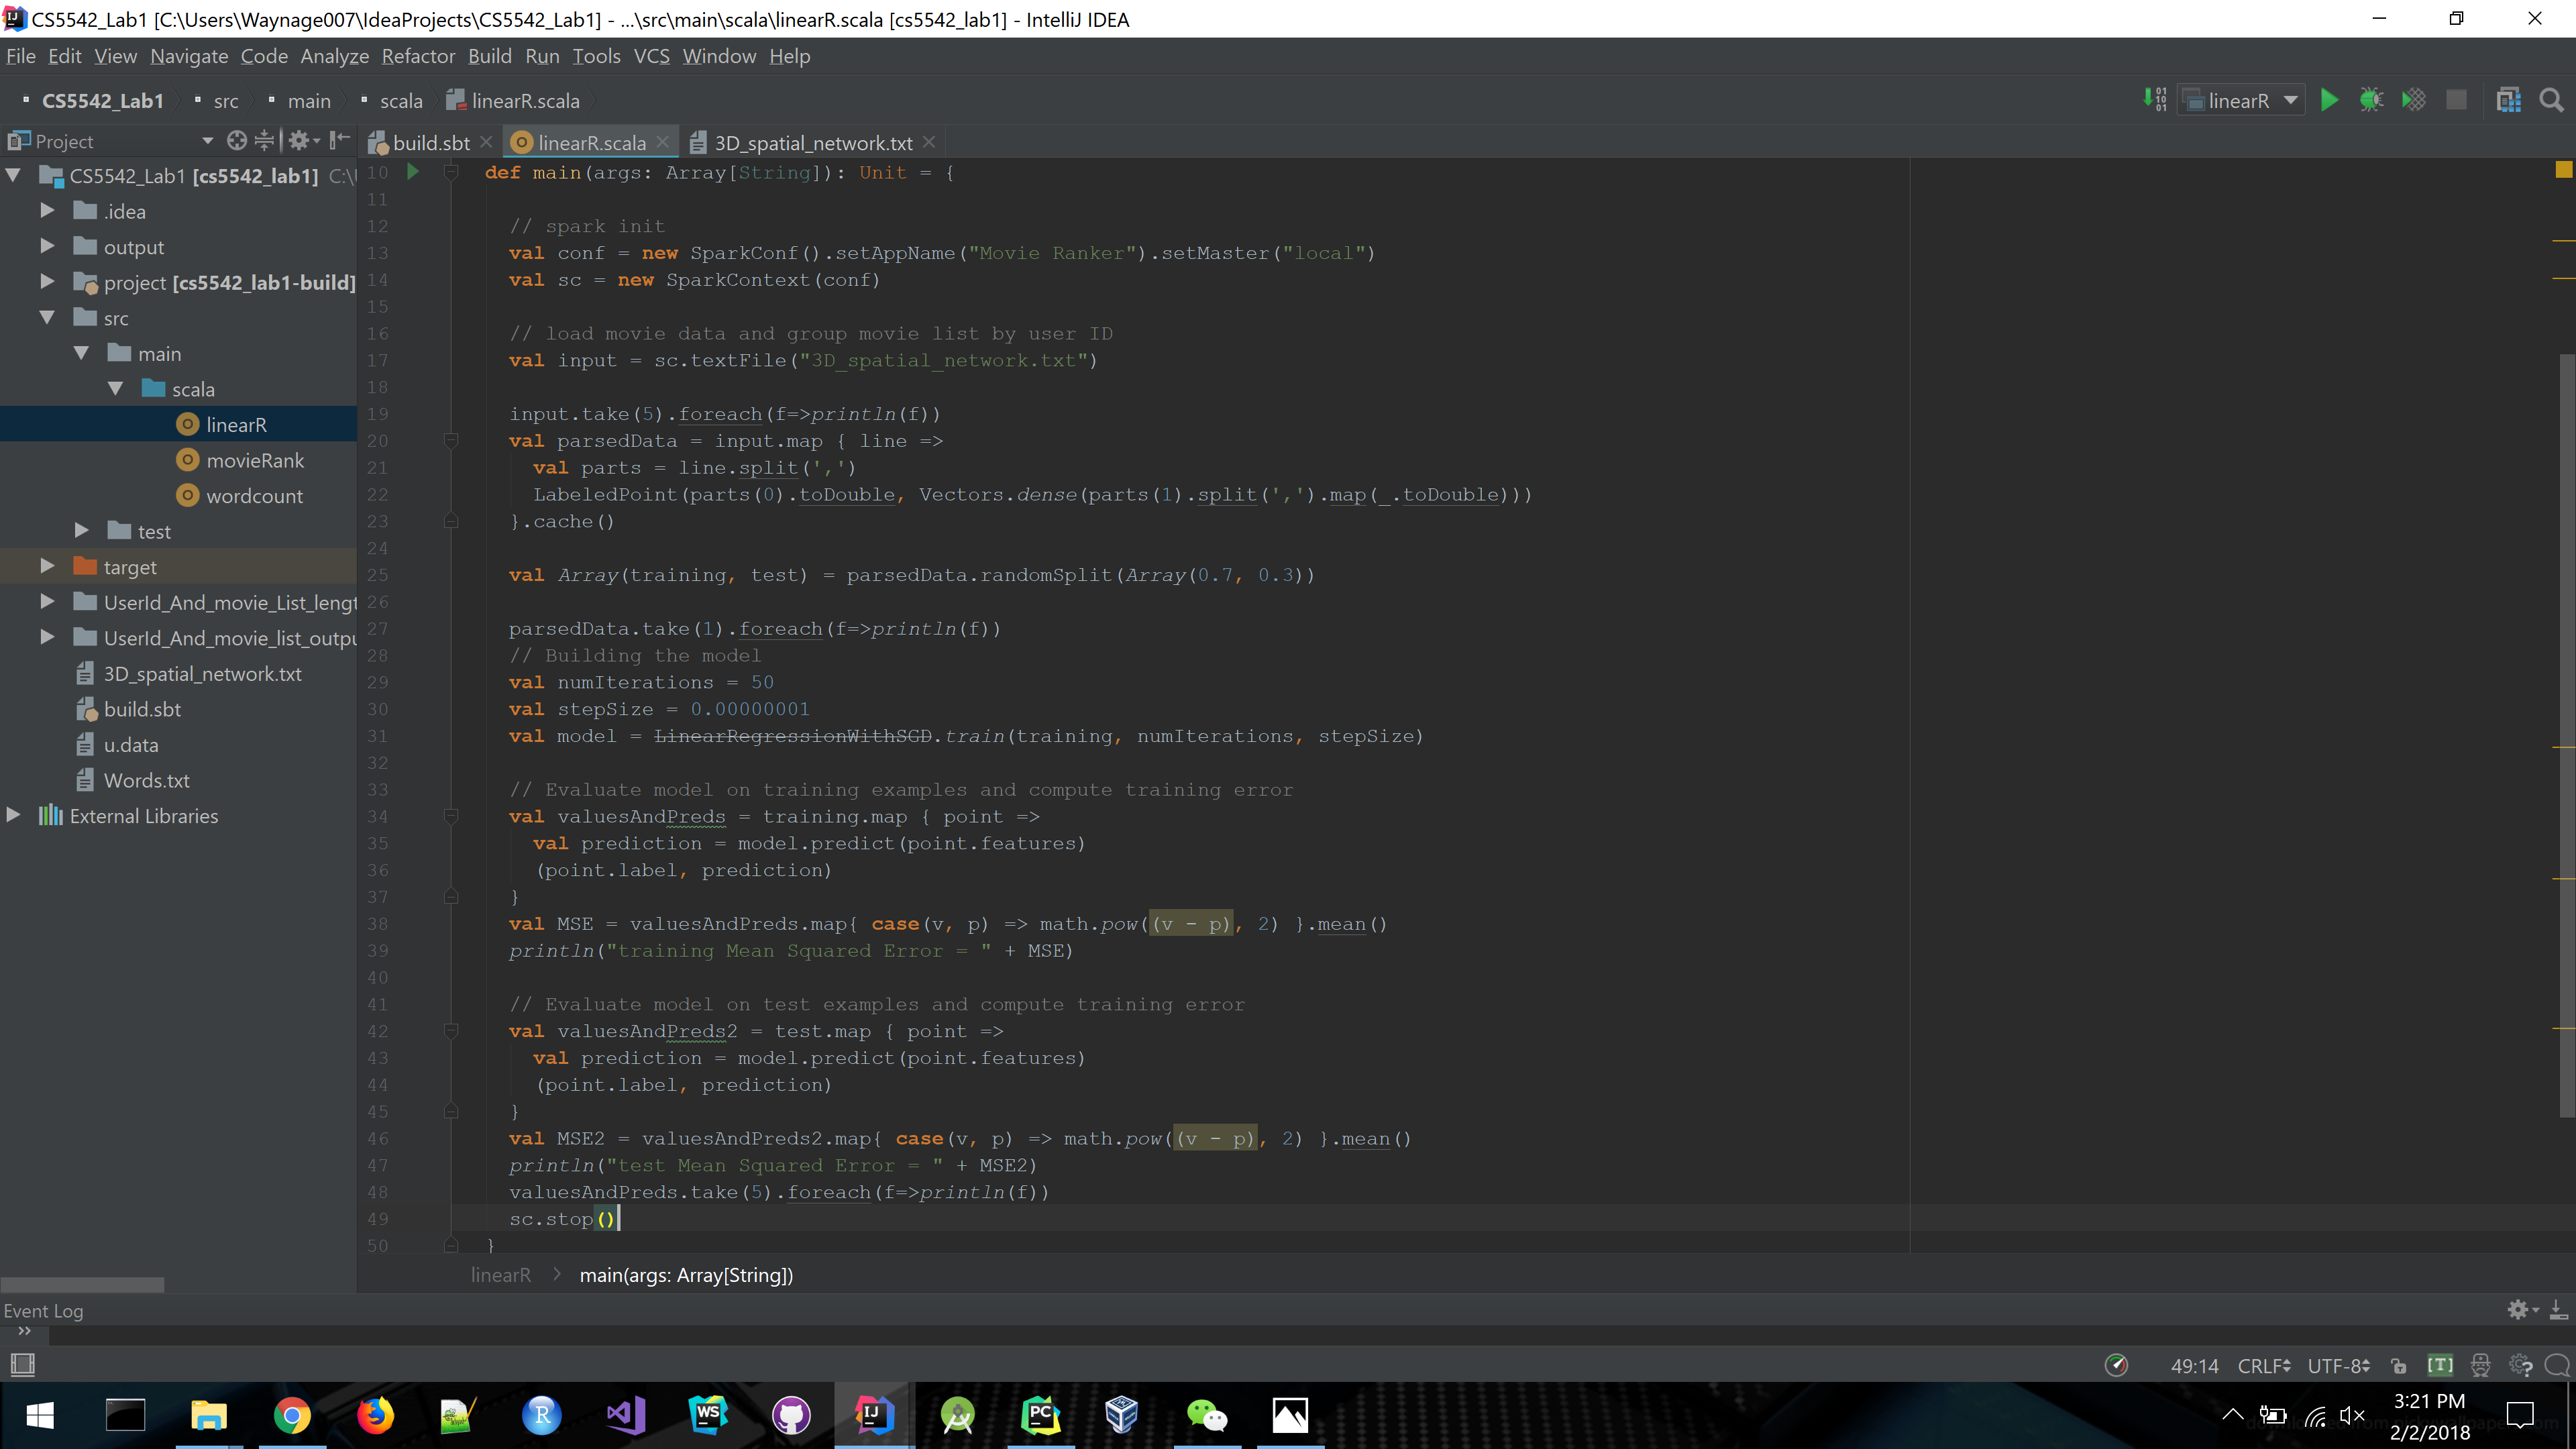 CS5542_Lab1 [C:\Users\Waynage007\IdeaProjects\CS5542_Lab1] - ...\src\main\scala\linearR.scala [cs5542_lab1] - IntelliJ IDEA
File Edit View Navigate Code Analyze Refactor Build Run Tools VCS Window Help
CS5542_Lab1 src main scala linearR.scala
linearR
Project
build.sbt linearR.scala 3D_spatial_network.txt
CS5542_Lab1 [cs5542_lab1] C:\
.idea
output
project [cs5542_lab1-build]
src
main
scala
linearR
movieRank
wordcount
test
target
UserId_And_movie_List_lengt
UserId_And_movie_list_outpu
3D_spatial_network.txt
build.sbt
u.data
Words.txt
External Libraries
10 def main(args: Array[String]): Unit = {
11
12 // spark init
13 val conf = new SparkConf().setAppName("Movie Ranker").setMaster("local")
14 val sc = new SparkContext(conf)
15
16 // load movie data and group movie list by user ID
17 val input = sc.textFile("3D_spatial_network.txt")
18
19 input.take(5).foreach(f=>println(f))
20 val parsedData = input.map { line =>
21 val parts = line.split(',')
22 LabeledPoint(parts(0).toDouble, Vectors.dense(parts(1).split(',').map(_.toDouble)))
23 }.cache()
24
25 val Array(training, test) = parsedData.randomSplit(Array(0.7, 0.3))
26
27 parsedData.take(1).foreach(f=>println(f))
28 // Building the model
29 val numIterations = 50
30 val stepSize = 0.00000001
31 val model = LinearRegressionWithSGD.train(training, numIterations, stepSize)
32
33 // Evaluate model on training examples and compute training error
34 val valuesAndPreds = training.map { point =>
35 val prediction = model.predict(point.features)
36 (point.label, prediction)
37 }
38 val MSE = valuesAndPreds.map{ case(v, p) => math.pow((v - p), 2) }.mean()
39 println("training Mean Squared Error = " + MSE)
40
41 // Evaluate model on test examples and compute training error
42 val valuesAndPreds2 = test.map { point =>
43 val prediction = model.predict(point.features)
44 (point.label, prediction)
45 }
46 val MSE2 = valuesAndPreds2.map{ case(v, p) => math.pow((v - p), 2) }.mean()
47 println("test Mean Squared Error = " + MSE2)
48 valuesAndPreds.take(5).foreach(f=>println(f))
49 sc.stop()
50 }
linearR > main(args: Array[String])
Event Log
49:14 CRLF UTF-8 [T]
3:21 PM
2/2/2018